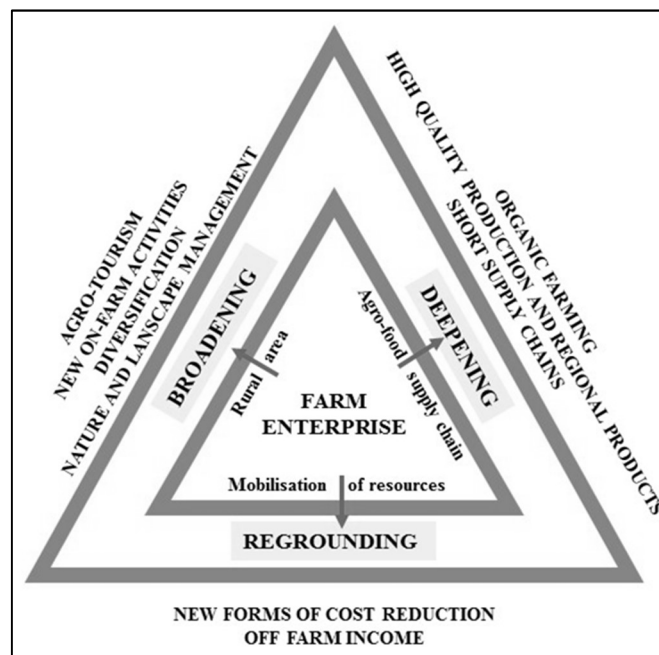 AGRO-TOURISM
NEW ON-FARM ACTIVITIES
DIVERSIFICATION
NATURE AND LANSCAPE MANAGEMENT
BROADENING
Rural area
HIGH QUALITY PRODUCTION AND REGIONAL PRODUCTS
ORGANIC FARMING
SHORT SUPPLY CHAINS
DEEPENING
Agro-food supply chain
FARM
ENTERPRISE
Mobilisation of resources
REGROUNDING
NEW FORMS OF COST REDUCTION
OFF FARM INCOME